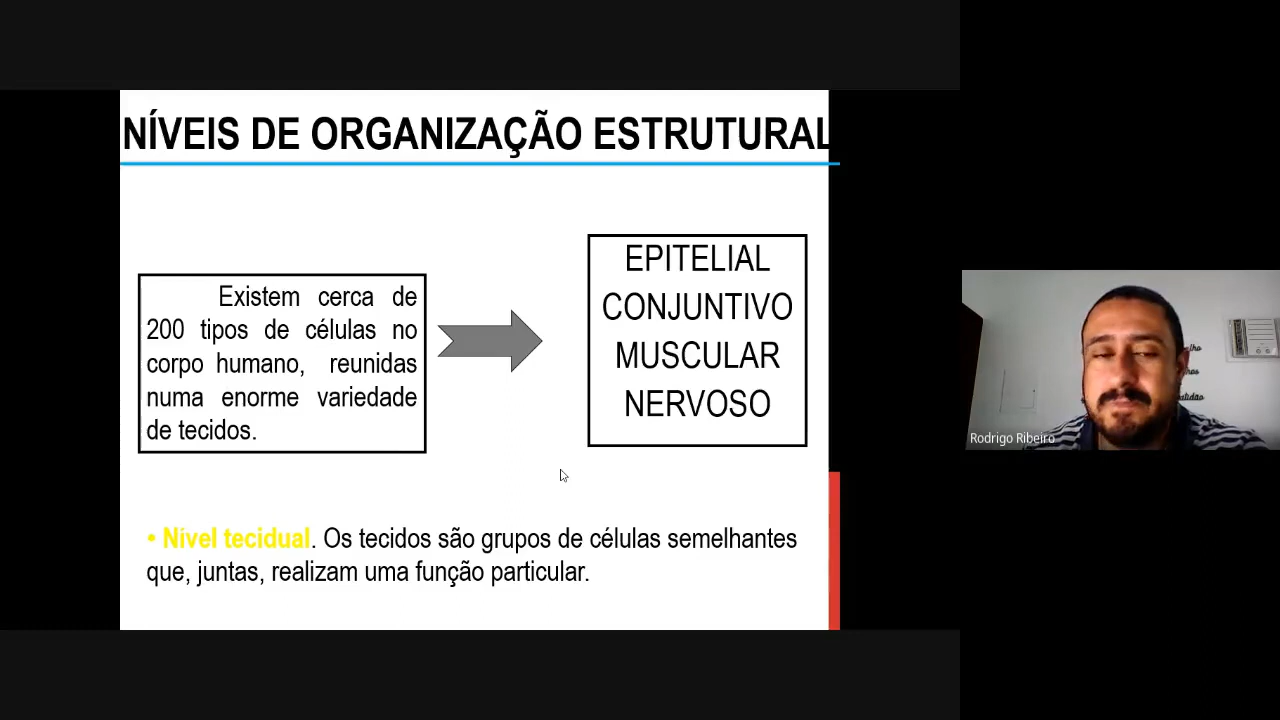 NÍVEIS DE ORGANIZAÇÃO ESTRUTURAL
Existem cerca de
200 tipos de células no
corpo humano, reunidas
numa enorme variedade
de tecidos.
EPITELIAL
CONJUNTIVO
MUSCULAR
NERVOSO
• Nível tecidual. Os tecidos são grupos de células semelhantes
que, juntas, realizam uma função particular.
Rodrigo Ribeiro